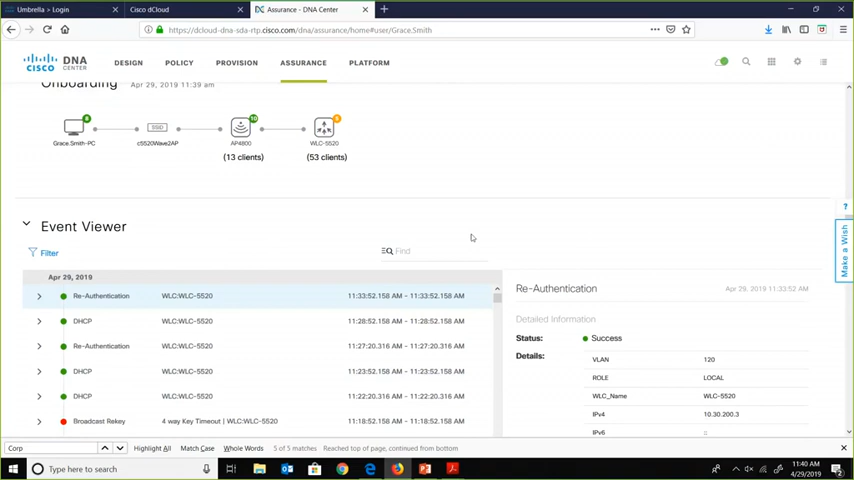 Umbrella > Login
Cisco dCloud
Assurance - DNA Center
https://dcloud-dna-sda-rtp.cisco.com/dna/assurance/home#user/Grace.Smith
CISCO DNA CENTER
DESIGN POLICY PROVISION ASSURANCE PLATFORM
Onboarding Apr 29, 2019 11:39 am
8
SSID
10
Grace.Smith-PC
c5520Wave2AP
AP4800
WLC-5520
(13 clients)
(53 clients)
?
Make a Wish
Event Viewer
Filter
Find
Apr 29, 2019
Re-Authentication WLC:WLC-5520 11:33:52.158 AM - 11:33:52.158 AM
DHCP WLC:WLC-5520 11:28:52.158 AM - 11:28:52.158 AM
Re-Authentication WLC:WLC-5520 11:27:20.316 AM - 11:27:20.316 AM
DHCP WLC:WLC-5520 11:23:52.158 AM - 11:23:52.158 AM
DHCP WLC:WLC-5520 11:22:20.316 AM - 11:22:20.316 AM
Broadcast Rekey 4 way Key Timeout | WLC:WLC-5520 11:18:52.158 AM - 11:18:52.158 AM
Re-Authentication Apr 29, 2019 11:33:52 AM
Detailed Information
Status: Success
Details:
VLAN 120
ROLE LOCAL
WLC_Name WLC-5520
IPv4 10.30.200.3
IPv6 --
Corp
Highlight All Match Case Whole Words 5 of 5 matches Reached top of page, continued from bottom
Type here to search
11:40 AM
4/29/2019
2